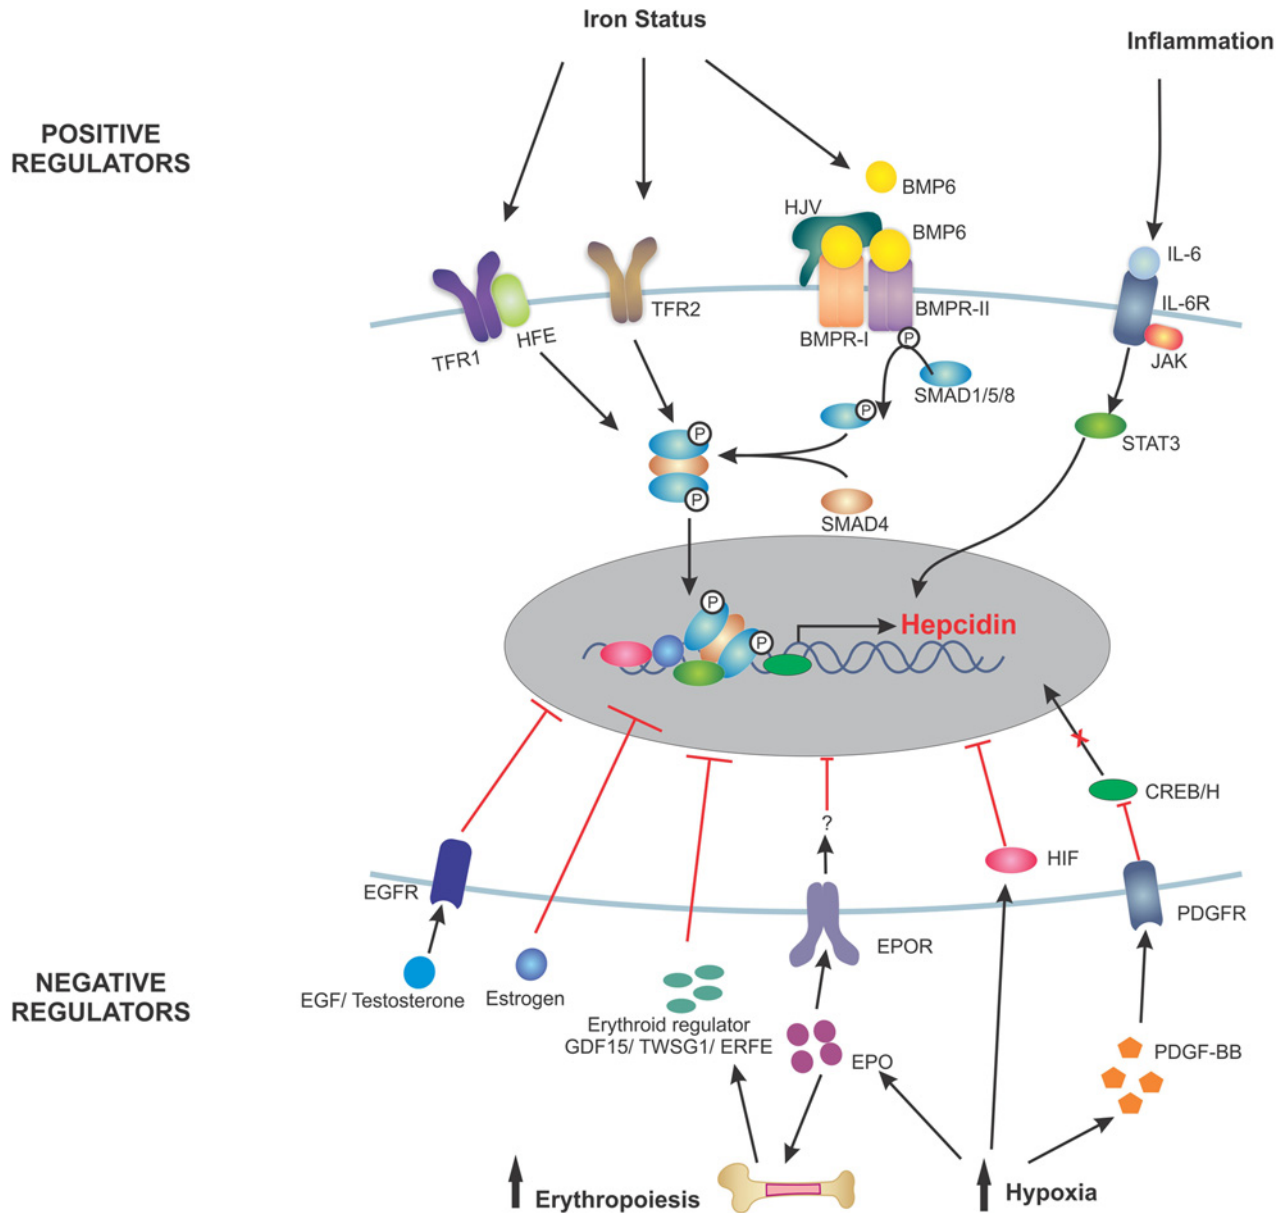 Iron Status
Inflammation
POSITIVE
REGULATORS
BMP6
HJV
BMP6
IL-6
TFR2
BMPR-II
IL-6R
TFR1
HFE
BMPR-I
P
JAK
SMAD1/5/8
P
P
STAT3
P
SMAD4
P
Hepcidin
P
CREB/H
?
HIF
EGFR
PDGFR
EPOR
NEGATIVE
REGULATORS
EGF/ Testosterone
Estrogen
Erythroid regulator
GDF15/ TWSG1/ ERFE
EPO
PDGF-BB
Erythropoiesis
Hypoxia